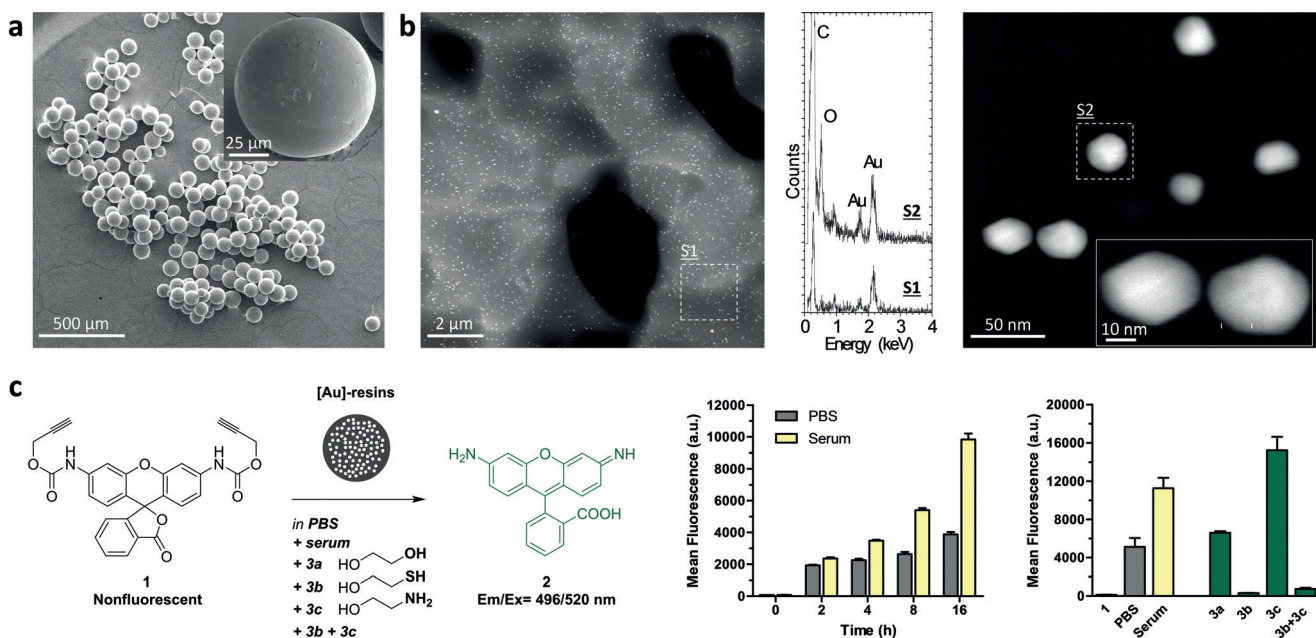 a
25 μm
500 μm
b
S1
2 μm
C
O
Au
Au
S2
S1
Counts
0 1 2 3 4
Energy (keV)
S2
50 nm
10 nm
c
O
O
NH
O
NH
O
O
O
O
1
Nonfluorescent
[Au]-resins
in PBS
+ serum
+ 3a HO OH
+ 3b HO SH
+ 3c HO NH2
+ 3b + 3c
H2N
O
NH
COOH
2
Em/Ex= 496/520 nm
Mean Fluorescence (a.u.)
12000
10000
8000
6000
4000
2000
0
PBS
Serum
0 2 4 8 16
Time (h)
Mean Fluorescence (a.u.)
20000
16000
12000
8000
4000
0
1 PBS Serum 3a 3b 3c 3b+3c